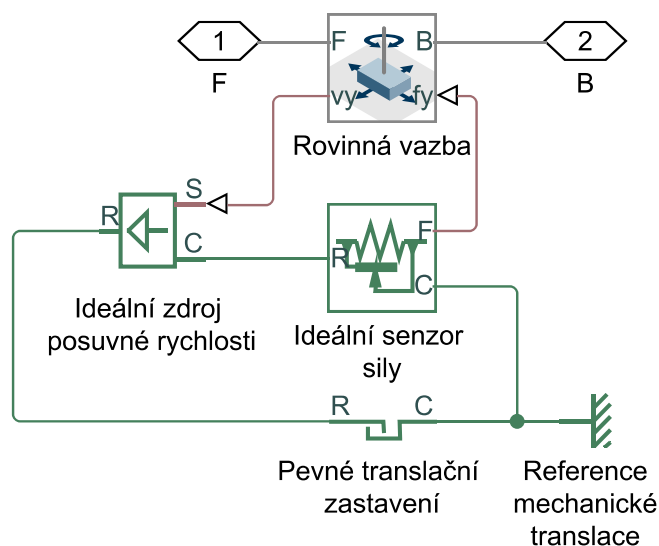 1
F
F
B
vy
fy
2
B
Rovinná vazba
S
R
C
Ideální zdroj
posuvné rychlosti
F
R
C
Ideální senzor
sily
R
C
Pevné translační
zastavení
Reference
mechanické
translace